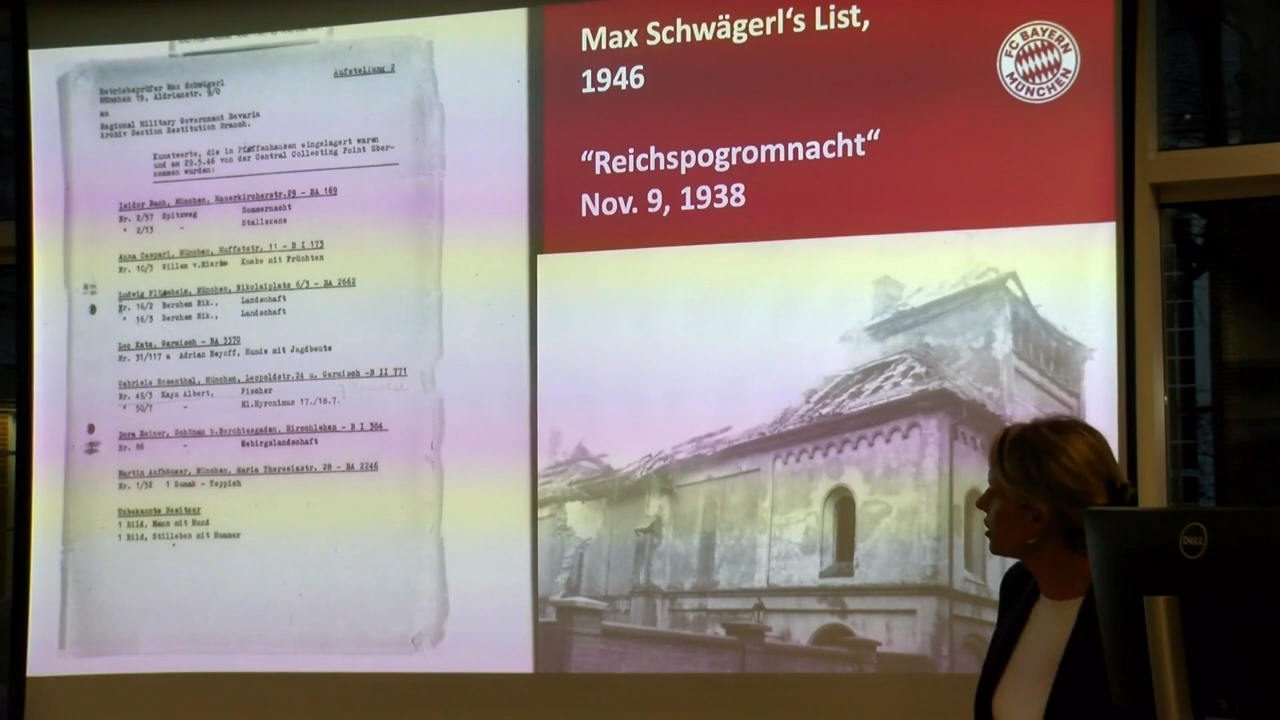 Aufstellung 2
Betriebsprüfer Max Schwägerl
München 19, Aldrianstr.
an
Regional Military Government Bavaria
Archiv Section Restitution Branch.
Kunstwerte, die in Pfaffenhausen eingelagert waren
und am 29.5.46 von der Central Collecting Point über-
nommen wurden:
Isidor Bach, München, Mauerkircherstr.29 - BA 169
Nr. 2/37 Spitzweg Sommernacht
" 2/13 - Stallszene
Anna Caspari, München, Muffatstr. 11 - B I 173
Nr. 10/3 Willem v.Mieris Knabe mit Früchten
Ludwig München, Nikolaiplatz 6/3 - BA 2662
Nr. 16/2 Berchem Nik., Landschaft
" 16/3 Berchem Nik., Landschaft
Leo Katz, Garmisch - BA 3370
Nr. 31/117 a Adrian Hunde mit Jagdbeute
Gabriele Rosenthal, München, Leopoldstr.24 u. Garmisch -B II 771
Nr. 49/3 Kayn Albert, Fischer
" 50/7 - Hl.Hyronimus 17./18.7.
Dora Reiner, Schönau b.Berchtesgaden, Hirschleben - B I 384
Nr. 86 - Gebirgslandschaft
Martin Aufhäuser, München, Maria Theresiastr. 28 - BA 2246
Nr. 1/32 1 Sumak - Teppich
Unbekannte Besitzer
1 Bild, Mann mit Hund
1 Bild, Stilleben mit Hummer
Max Schwägerl‘s List,
1946
“Reichspogromnacht“
Nov. 9, 1938
FC BAYERN
MÜNCHEN
DELL